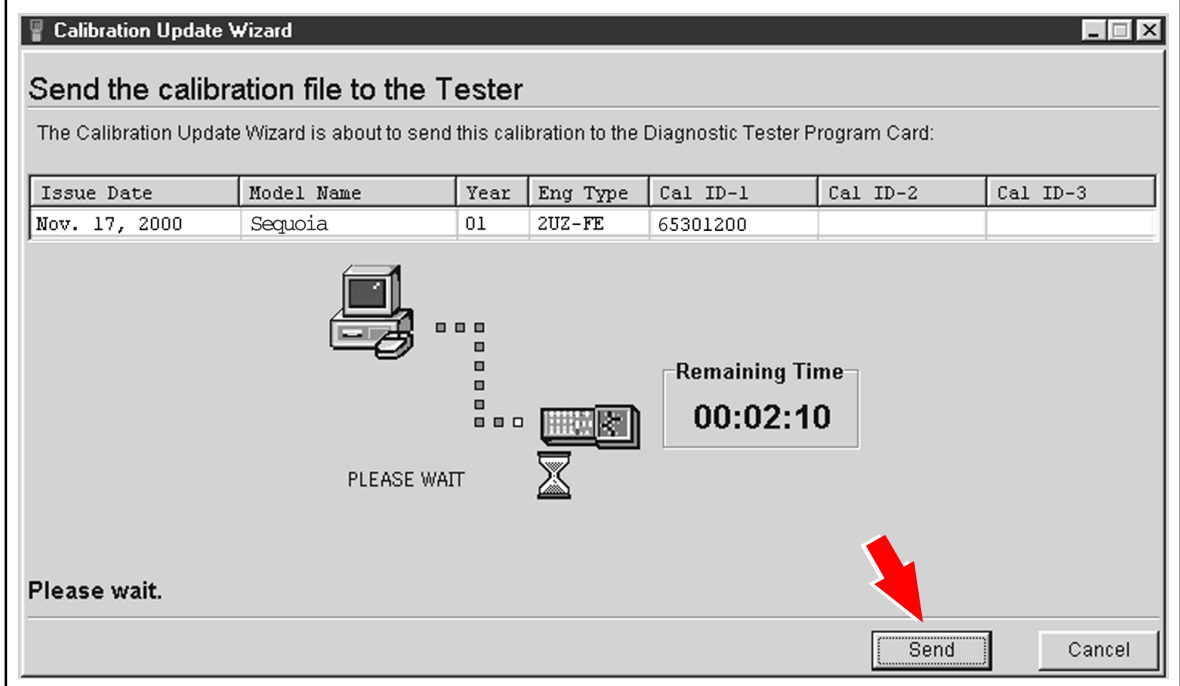 Calibration Update Wizard
Send the calibration file to the Tester
The Calibration Update Wizard is about to send this calibration to the Diagnostic Tester Program Card:
Issue Date Model Name Year Eng Type Cal ID-1 Cal ID-2 Cal ID-3
Nov. 17, 2000 Sequoia 01 2UZ-FE 65301200
Remaining Time
00:02:10
PLEASE WAIT
Please wait.
Send Cancel